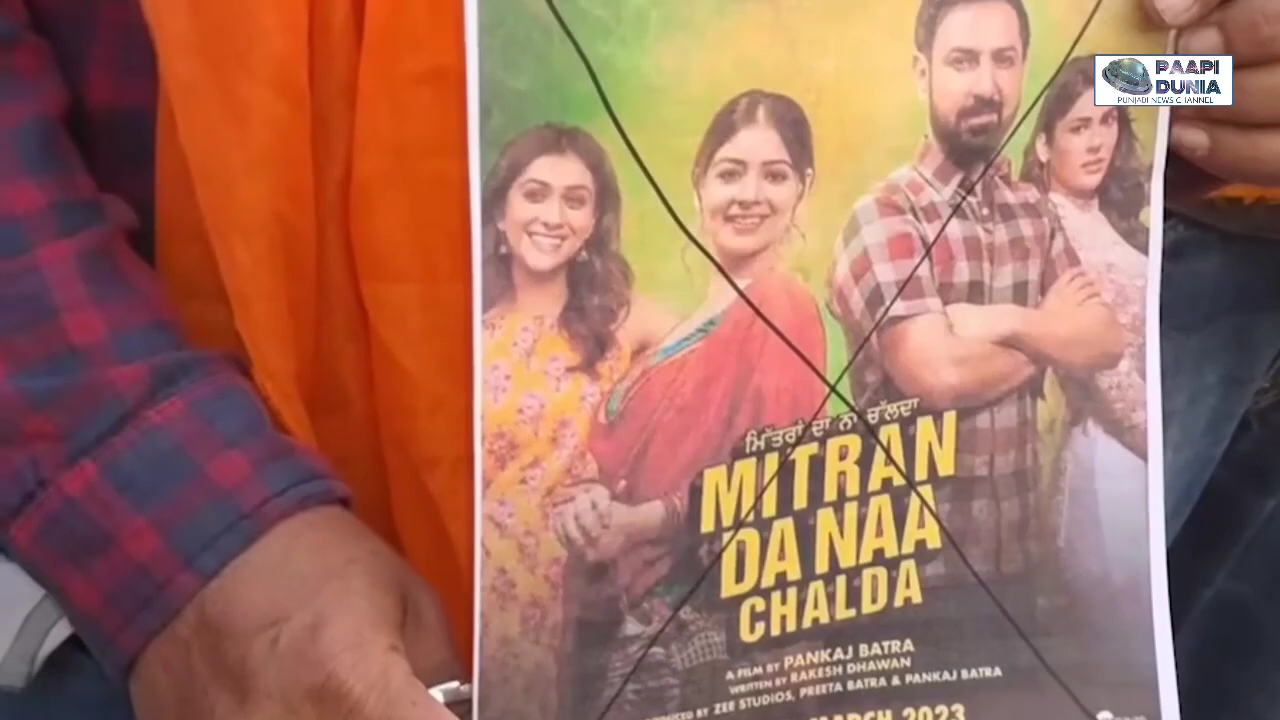 PAAPI
DUNIA
PUNJABI NEWS CHANNEL
ਮਿੱਤਰਾਂ ਦਾ ਨਾਂ ਚੱਲਦਾ
MITRAN
DA NAA
CHALDA
A FILM BY PANKAJ BATRA
WRITTEN BY RAKESH DHAWAN
PRODUCED BY ZEE STUDIOS, PREETA BATRA & PANKAJ BATRA
MARCH 2023